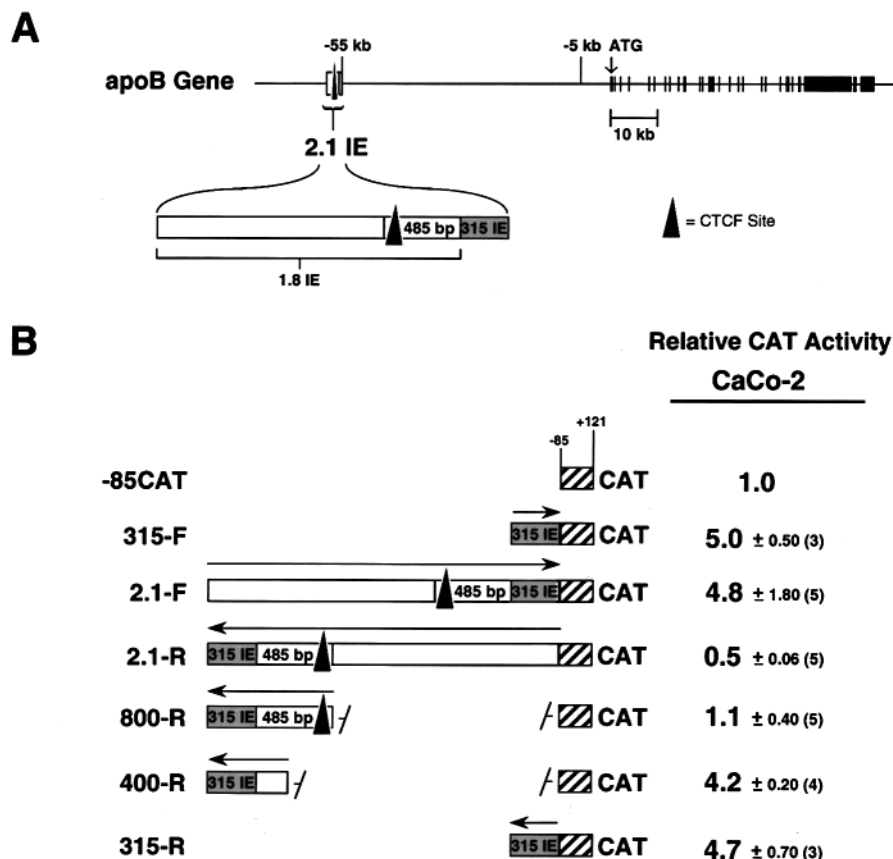 A
-55 kb
-5 kb ATG
apoB Gene
10 kb
2.1 IE
485 bp 315 IE
= CTCF Site
1.8 IE
B
Relative CAT Activity
CaCo-2
-85 +121
-85CAT CAT 1.0
315-F 315 IE CAT 5.0 ± 0.50 (3)
2.1-F 485 bp 315 IE CAT 4.8 ± 1.80 (5)
2.1-R 315 IE 485 bp CAT 0.5 ± 0.06 (5)
800-R 315 IE 485 bp CAT 1.1 ± 0.40 (5)
400-R 315 IE CAT 4.2 ± 0.20 (4)
315-R 315 IE CAT 4.7 ± 0.70 (3)